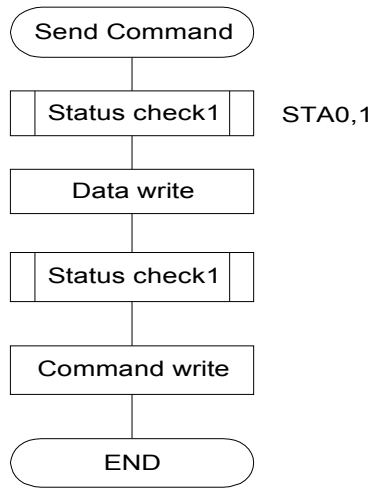 Send Command
Status check1
STA0,1
Data write
Status check1
Command write
END